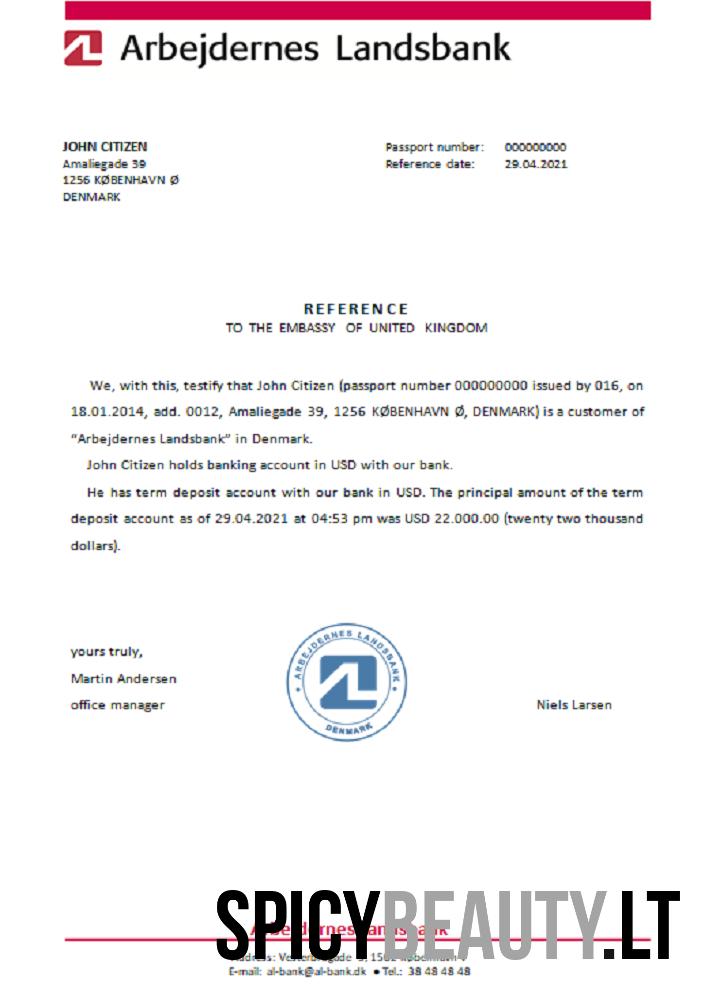 Arbejdernes Landsbank
JOHN CITIZEN
Amaliegade 39
1256 KØBENHAVN Ø
DENMARK
Passport number: 000000000
Reference date: 29.04.2021
REFERENCE
TO THE EMBASSY OF UNITED KINGDOM
We, with this, testify that John Citizen (passport number 000000000 issued by 016, on
18.01.2014, add. 0012, Amaliegade 39, 1256 KØBENHAVN Ø, DENMARK) is a customer of
“Arbejdernes Landsbank” in Denmark.
John Citizen holds banking account in USD with our bank.
He has term deposit account with our bank in USD. The principal amount of the term
deposit account as of 29.04.2021 at 04:53 pm was USD 22.000.00 (twenty two thousand
dollars).
yours truly,
Martin Andersen
office manager
ARBEJDERNES LANDSBANK
DENMARK
Niels Larsen
SPICYBEAUTY.LT
Arbejdernes Landsbank
Address:
E-mail: al-bank@al-bank.dk ● Tel.: 38 48 48 48